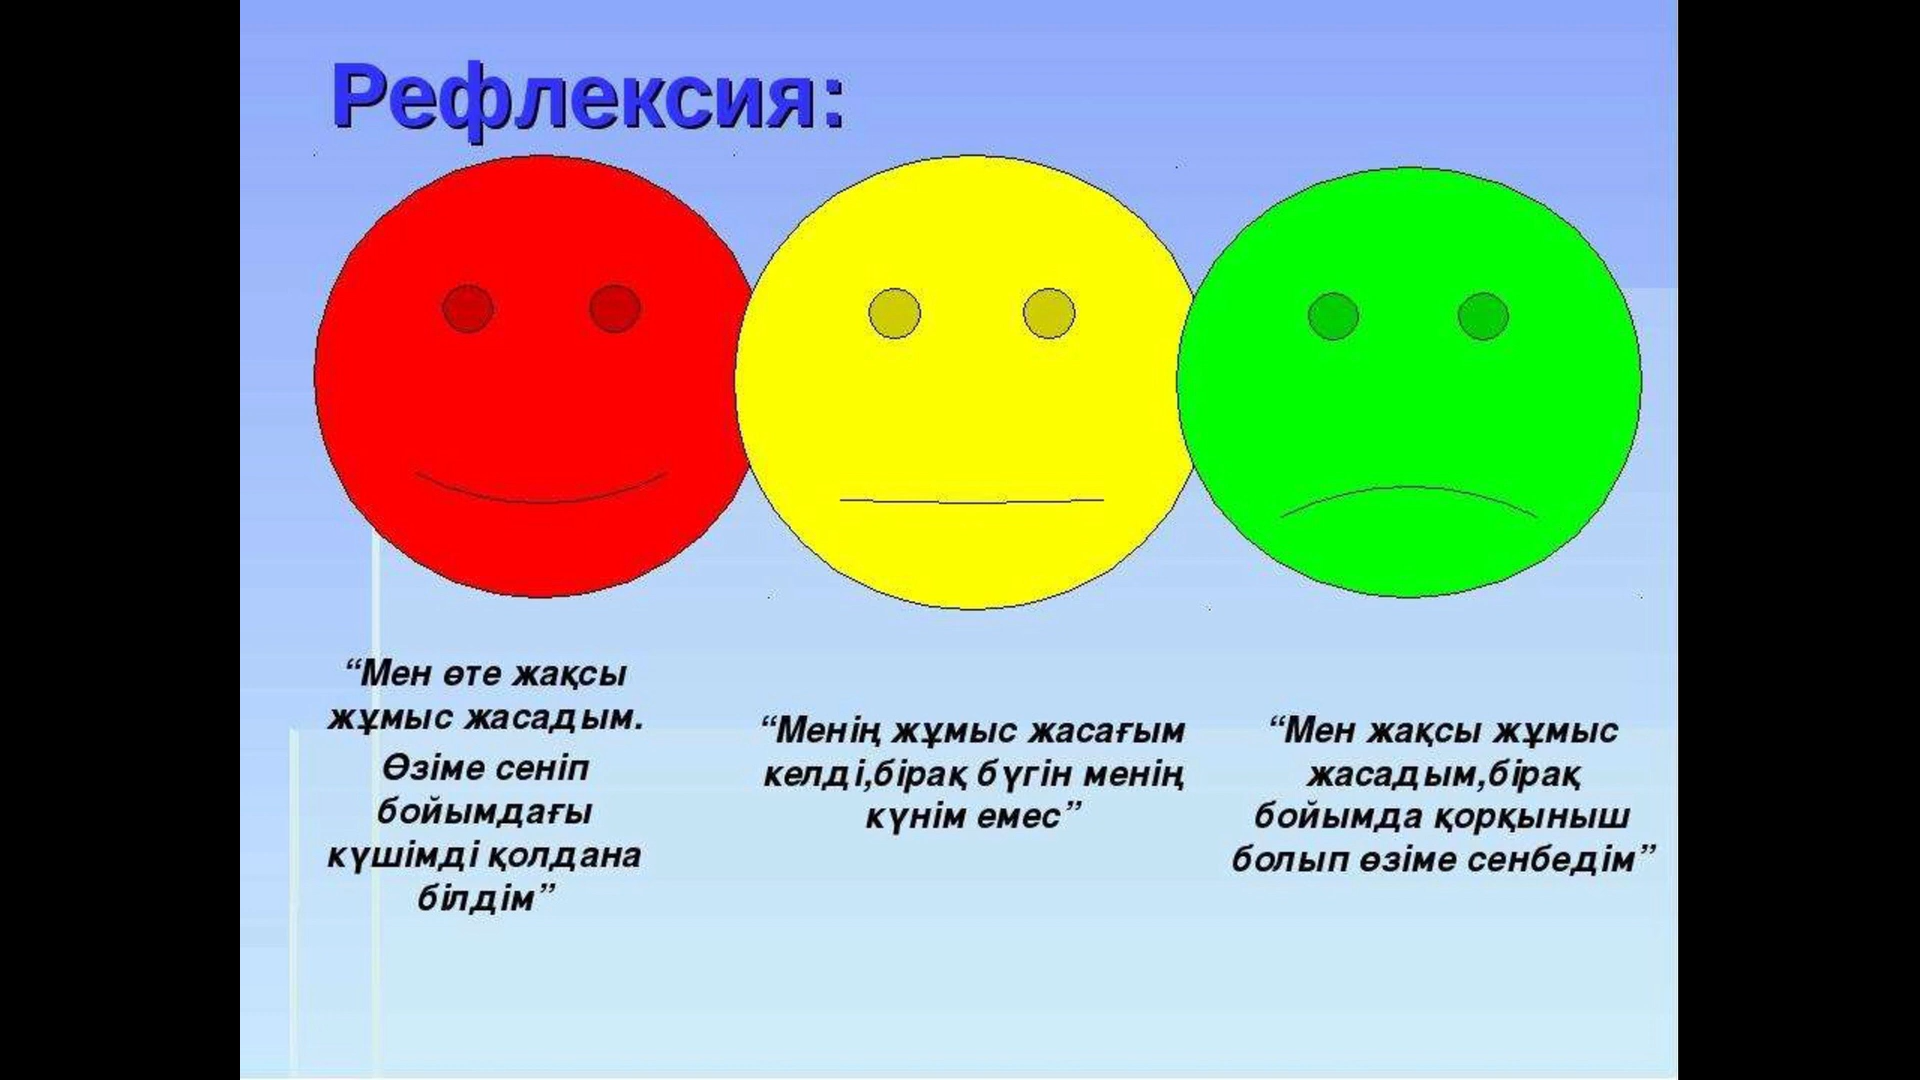 Рефлексия:
“Мен өте жақсы
жұмыс жасадым.
Өзіме сеніп
бойымдағы
күшімді қолдана
білдім”
“Менің жұмыс жасағым
келді,бірақ бүгін менің
күнім емес”
“Мен жақсы жұмыс
жасадым,бірақ
бойымда қорқыныш
болып өзіме сенбедім”